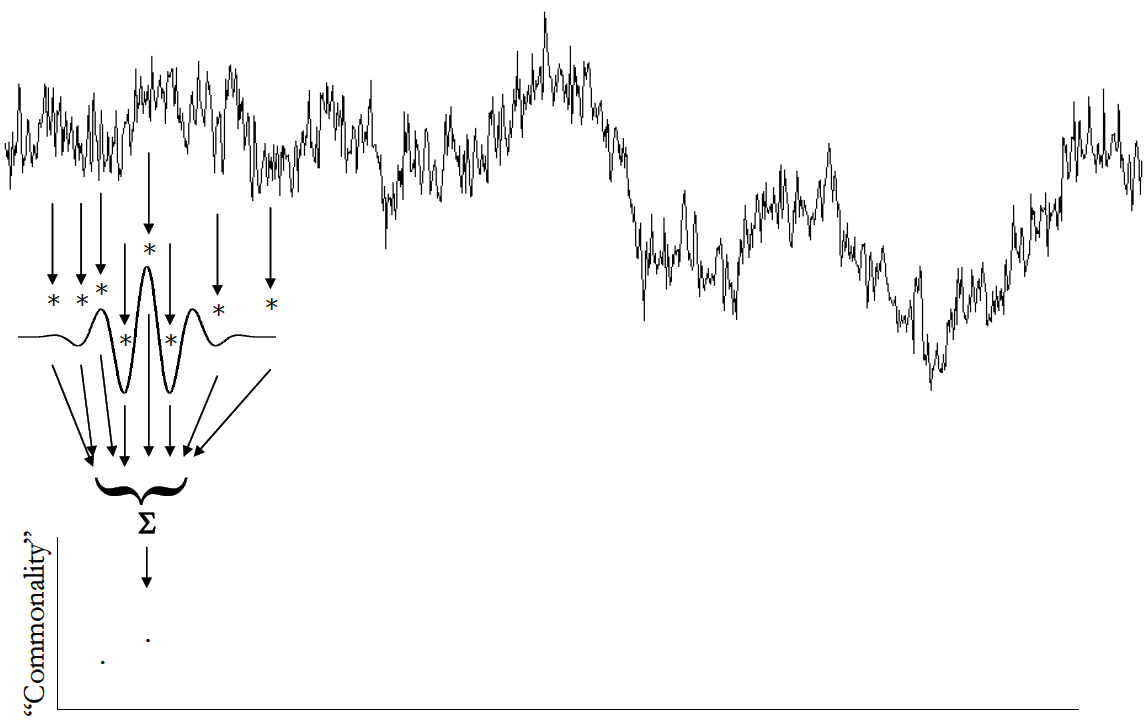 *
* * *
* *
* *
Σ
“Commonality”